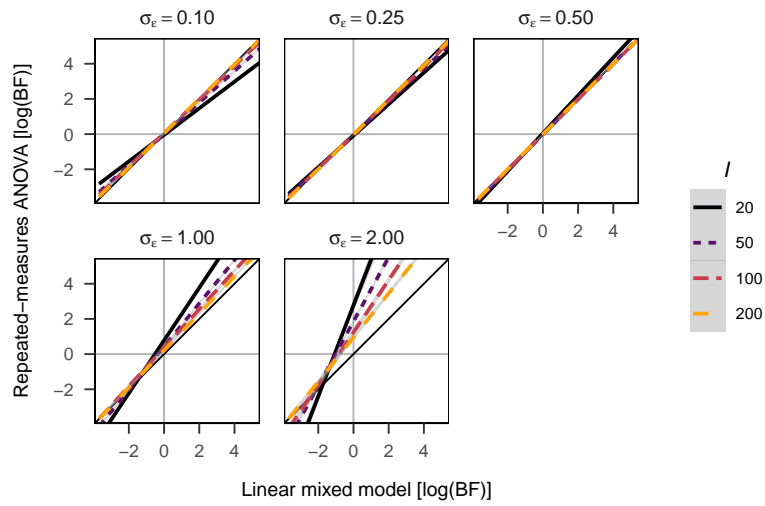 σε = 0.10
σε = 0.25
σε = 0.50
4
2
0
−2
−2 0 2 4
σε = 1.00
σε = 2.00
4
2
0
−2
−2 0 2 4
−2 0 2 4
Repeated−measures ANOVA [log(BF)]
Linear mixed model [log(BF)]
I
20
50
100
200